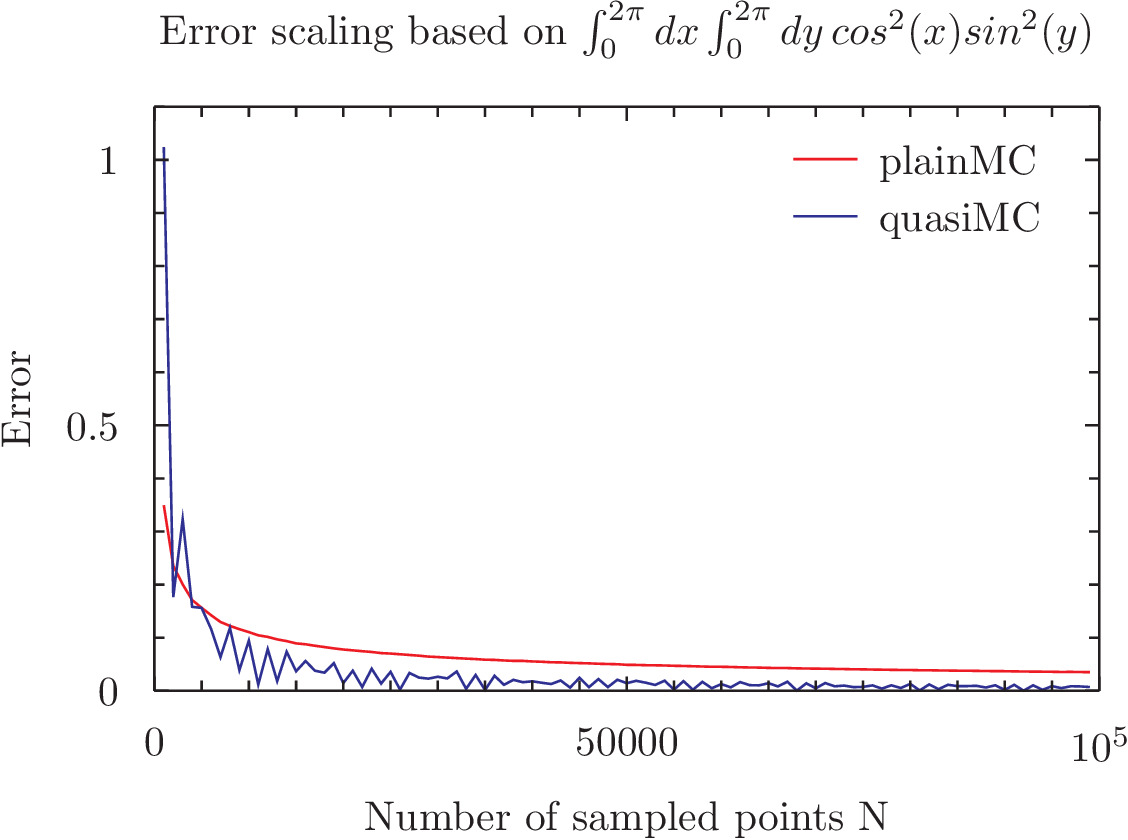 Error scaling based on ∫₀^{2π} dx ∫₀^{2π} dy cos²(x)sin²(y)
plainMC
quasiMC
1
0.5
0
Error
0 50000 10⁵
Number of sampled points N